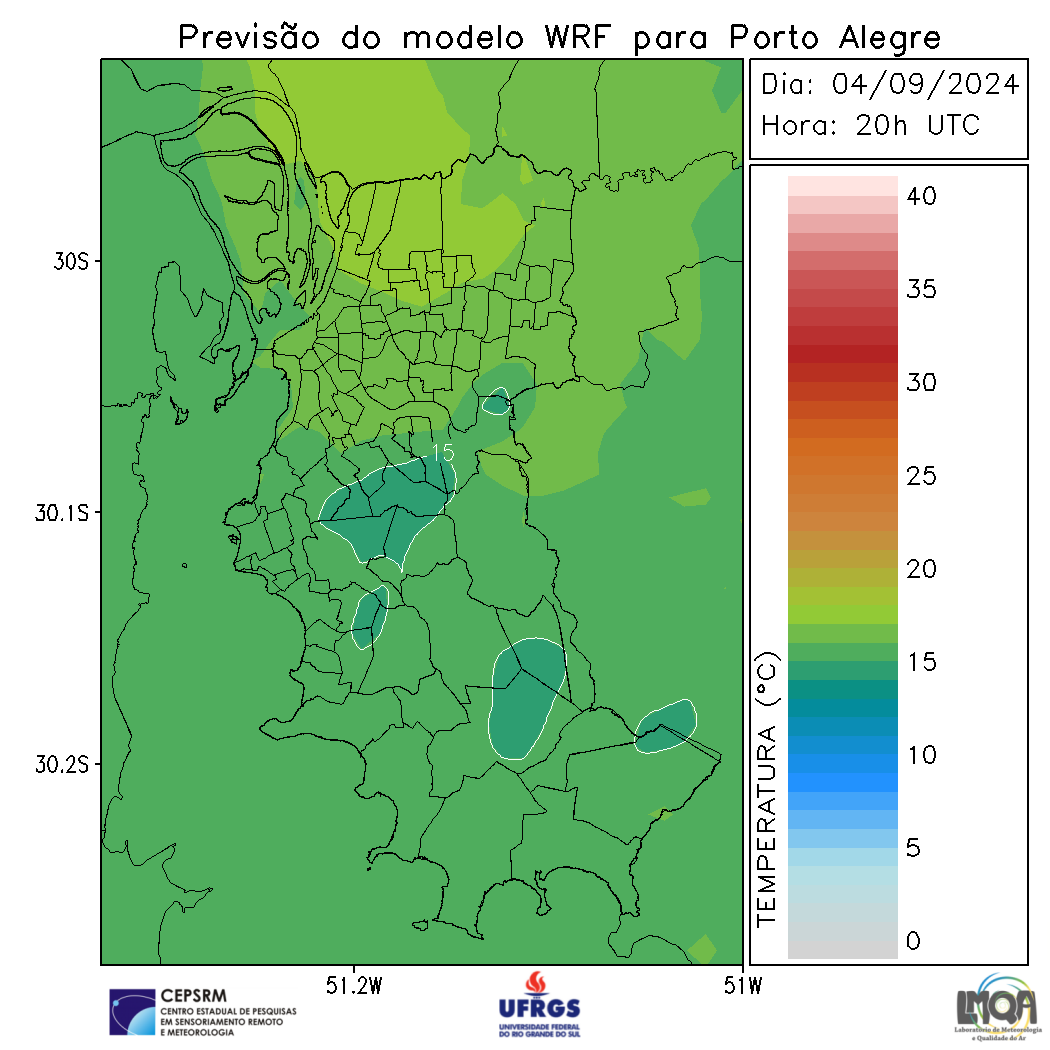 Previsão do modelo WRF para Porto Alegre
Dia: 04/09/2024
Hora: 20h UTC
40
35
30
25
20
15
10
5
0
TEMPERATURA (°C)
30S
30.1S
30.2S
15
51.2W
51W
CEPSRM
CENTRO ESTADUAL DE PESQUISAS
EM SENSORIAMENTO REMOTO
E METEOROLOGIA
UFRGS
UNIVERSIDADE FEDERAL
DO RIO GRANDE DO SUL
LMQA
Laboratório de Meteorologia
e Qualidade do Ar